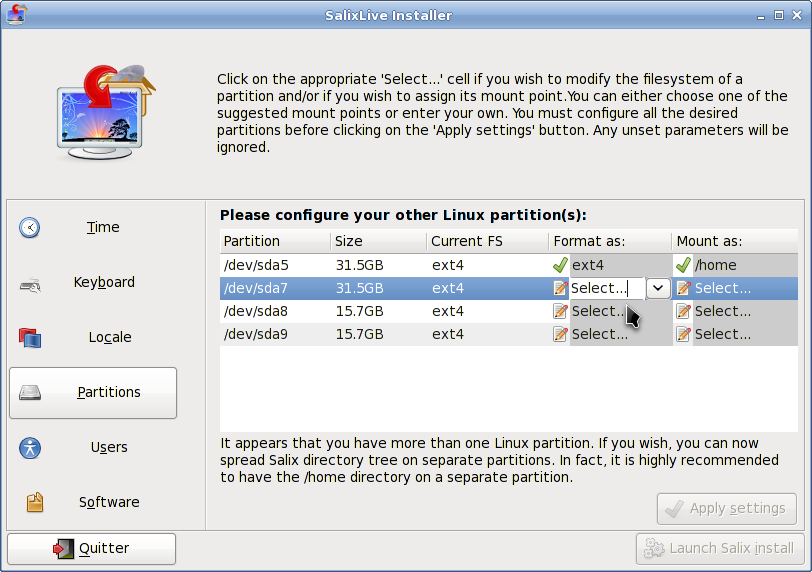 SalixLive Installer
Click on the appropriate 'Select...' cell if you wish to modify the filesystem of a
partition and/or if you wish to assign its mount point.You can either choose one of the
suggested mount points or enter your own. You must configure all the desired
partitions before clicking on the 'Apply settings' button. Any unset parameters will be
ignored.
Time
Keyboard
Locale
Partitions
Users
Software
Quitter
Please configure your other Linux partition(s):
Partition Size Current FS Format as: Mount as:
/dev/sda5 31.5GB ext4 ext4 /home
/dev/sda7 31.5GB ext4 Select... Select...
/dev/sda8 15.7GB ext4 Select... Select...
/dev/sda9 15.7GB ext4 Select... Select...
It appears that you have more than one Linux partition. If you wish, you can now
spread Salix directory tree on separate partitions. In fact, it is highly recommended
to have the /home directory on a separate partition.
Apply settings
Launch Salix install